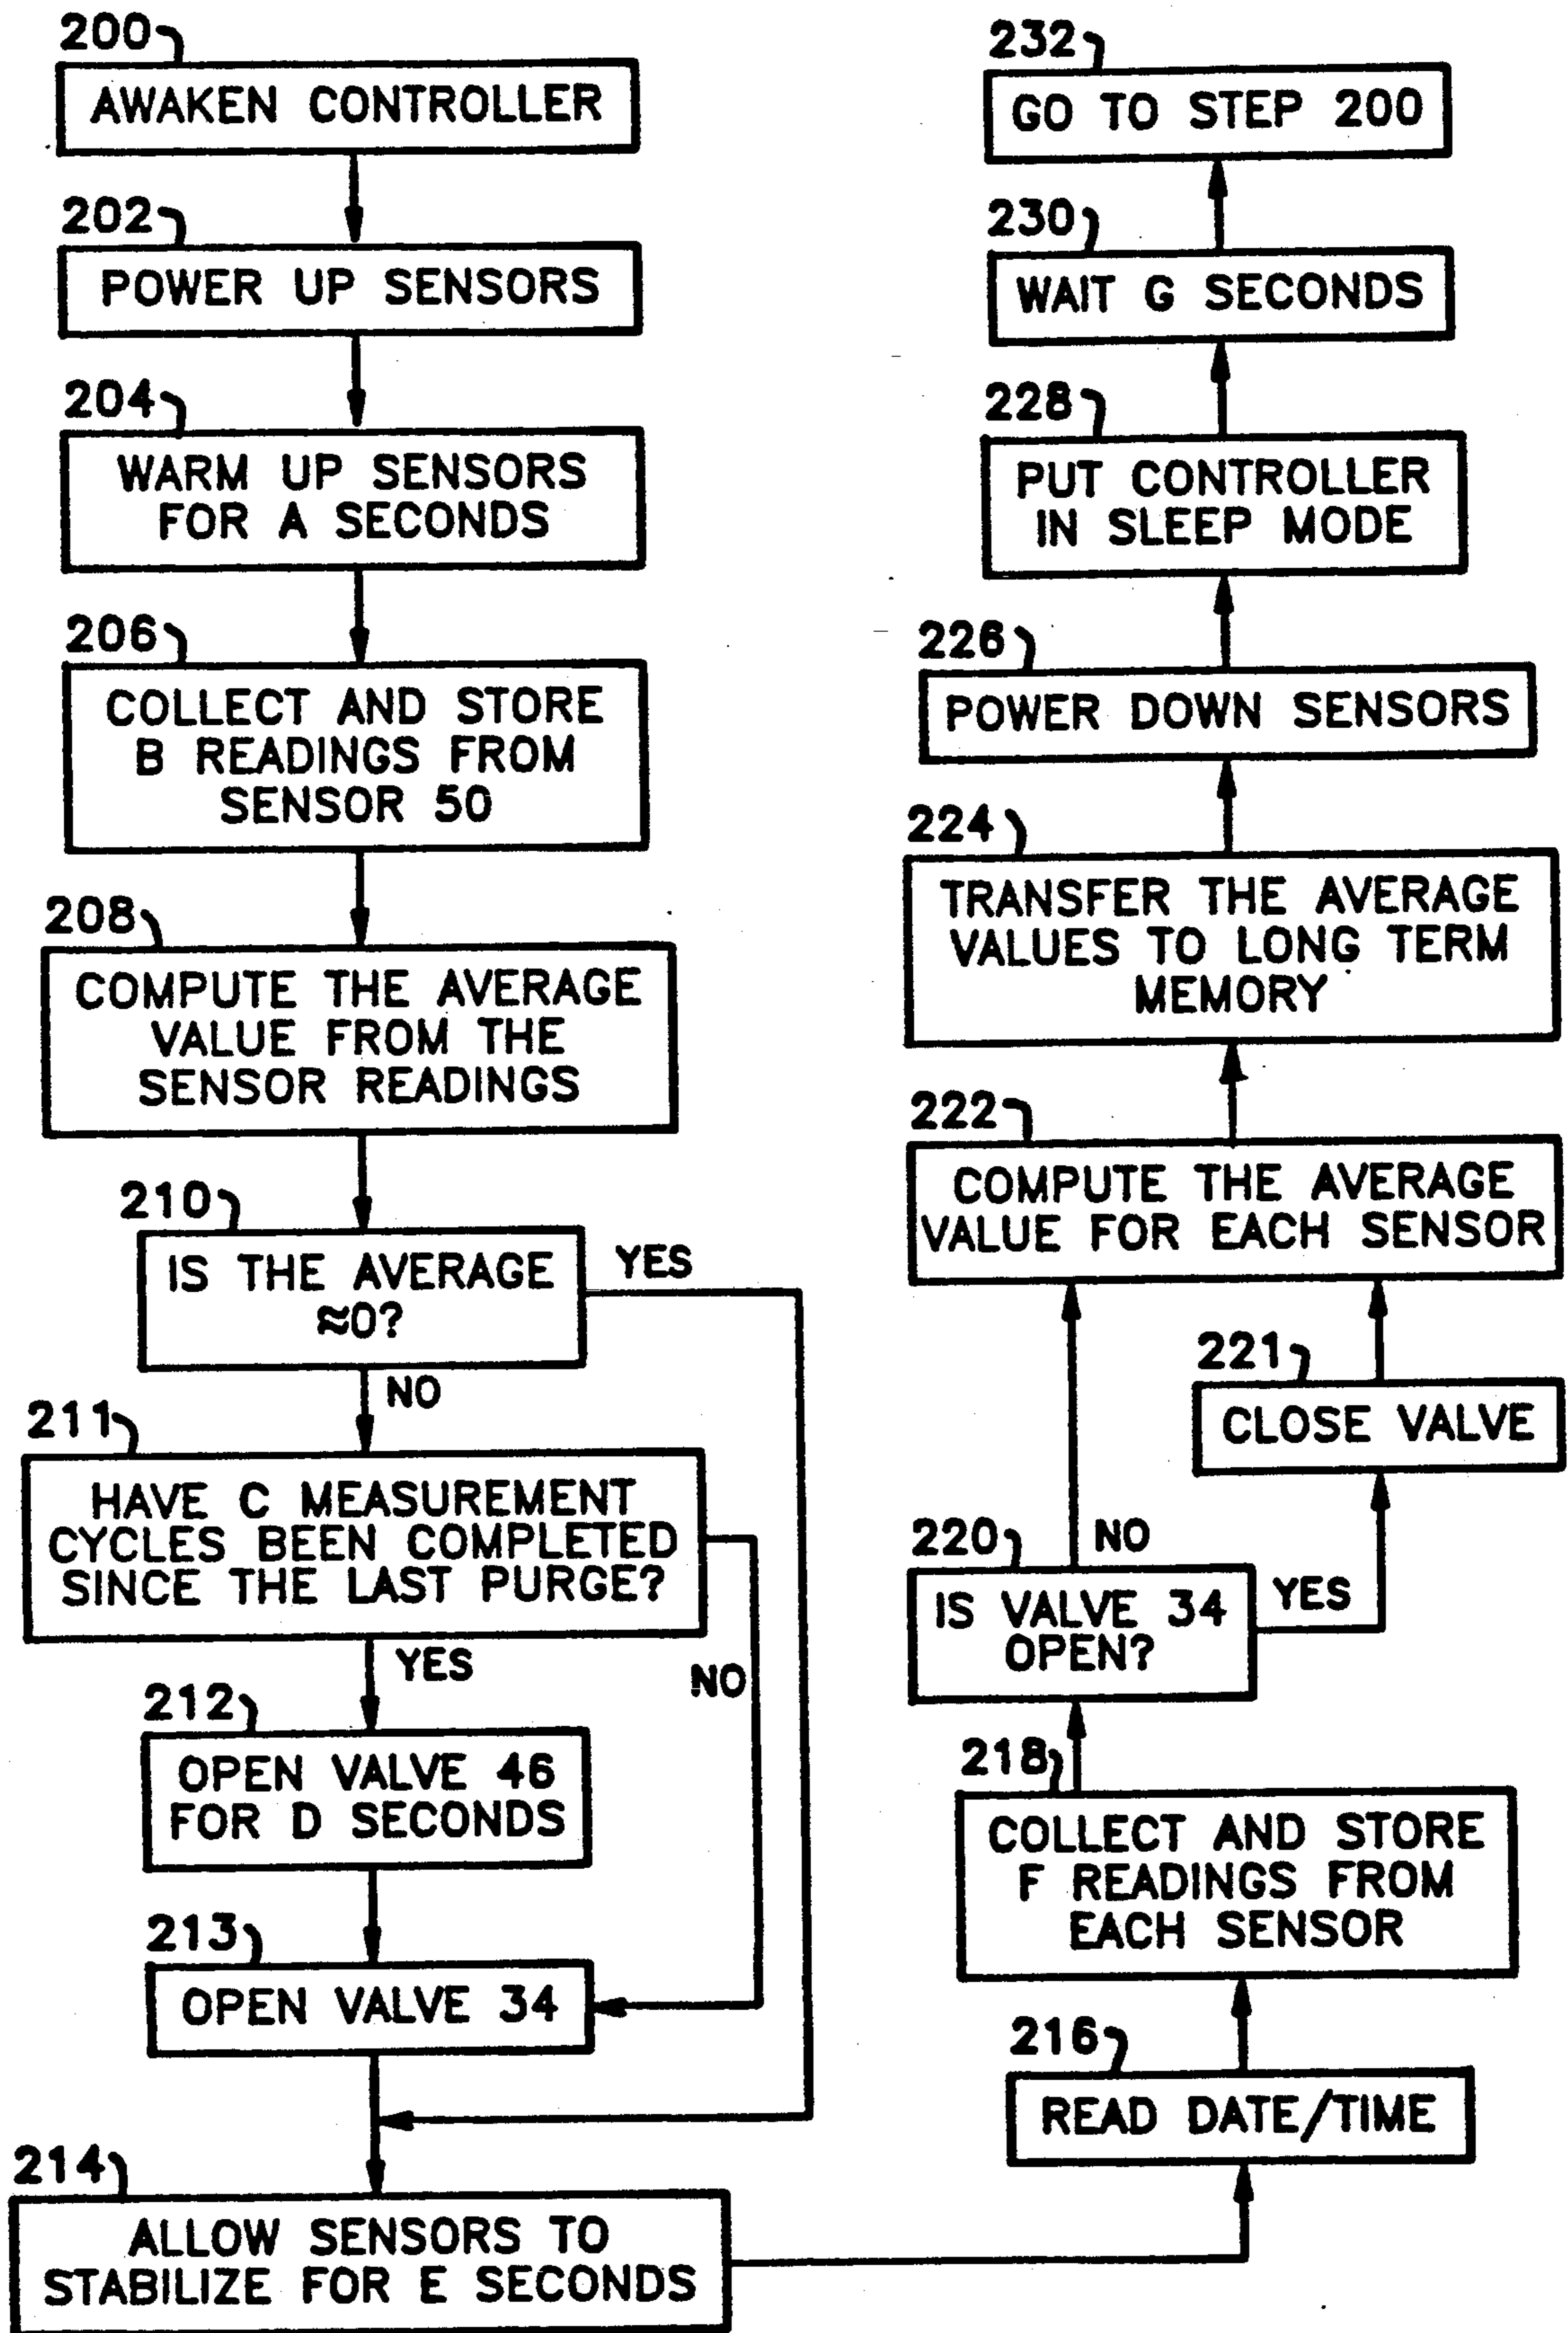 200
AWAKEN CONTROLLER
202
POWER UP SENSORS
204
WARM UP SENSORS
FOR A SECONDS
206
COLLECT AND STORE
B READINGS FROM
SENSOR 50
208
COMPUTE THE AVERAGE
VALUE FROM THE
SENSOR READINGS
210
IS THE AVERAGE
≈0?
YES
NO
211
HAVE C MEASUREMENT
CYCLES BEEN COMPLETED
SINCE THE LAST PURGE?
YES
NO
212
OPEN VALVE 46
FOR D SECONDS
213
OPEN VALVE 34
214
ALLOW SENSORS TO
STABILIZE FOR E SECONDS
232
GO TO STEP 200
230
WAIT G SECONDS
228
PUT CONTROLLER
IN SLEEP MODE
226
POWER DOWN SENSORS
224
TRANSFER THE AVERAGE
VALUES TO LONG TERM
MEMORY
222
COMPUTE THE AVERAGE
VALUE FOR EACH SENSOR
221
CLOSE VALVE
220
NO
IS VALVE 34
OPEN?
YES
218
COLLECT AND STORE
F READINGS FROM
EACH SENSOR
216
READ DATE/TIME